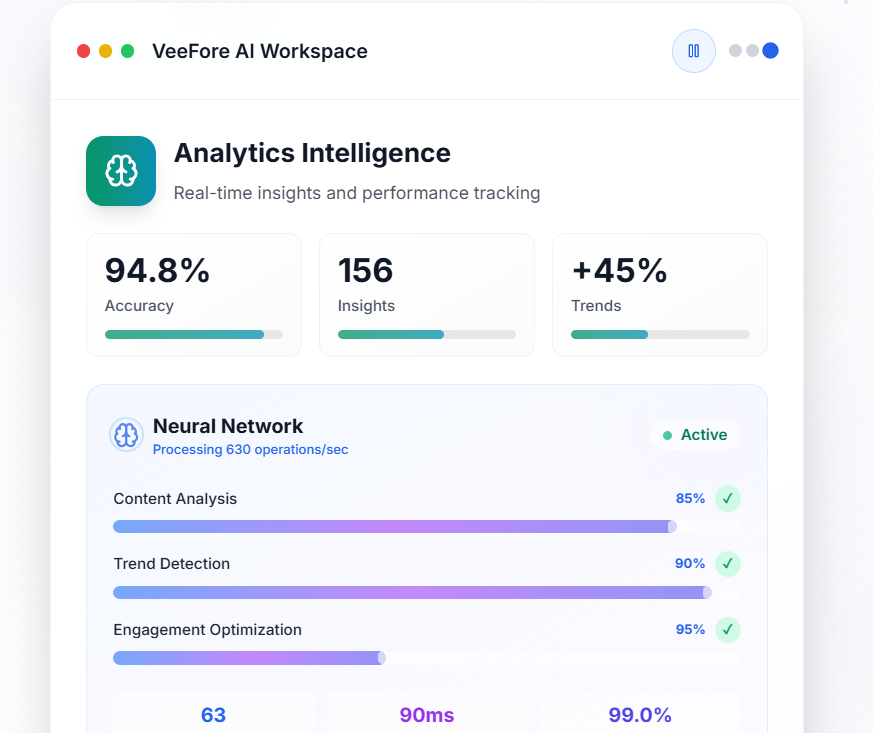 VeeFore AI Workspace
Analytics Intelligence
Real-time insights and performance tracking
94.8%
Accuracy
156
Insights
+45%
Trends
Neural Network
Processing 630 operations/sec
Active
Content Analysis
85% ✓
Trend Detection
90% ✓
Engagement Optimization
95% ✓
63
90ms
99.0%